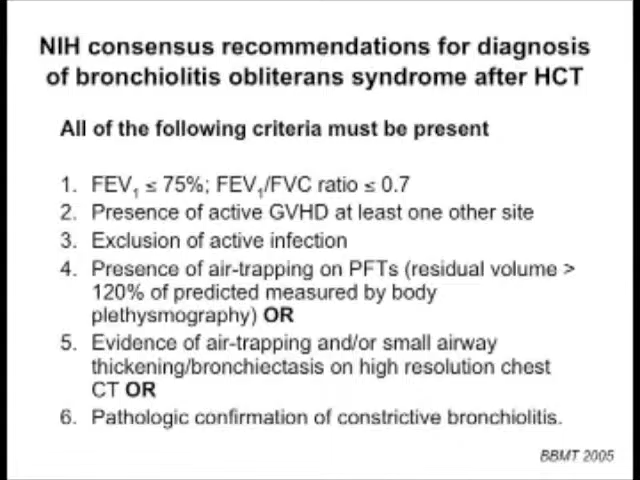 NIH consensus recommendations for diagnosis
of bronchiolitis obliterans syndrome after HCT
All of the following criteria must be present
1. FEV1 ≤ 75%; FEV1/FVC ratio ≤ 0.7
2. Presence of active GVHD at least one other site
3. Exclusion of active infection
4. Presence of air-trapping on PFTs (residual volume >
120% of predicted measured by body
plethysmography) OR
5. Evidence of air-trapping and/or small airway
thickening/bronchiectasis on high resolution chest
CT OR
6. Pathologic confirmation of constrictive bronchiolitis.
BBMT 2005